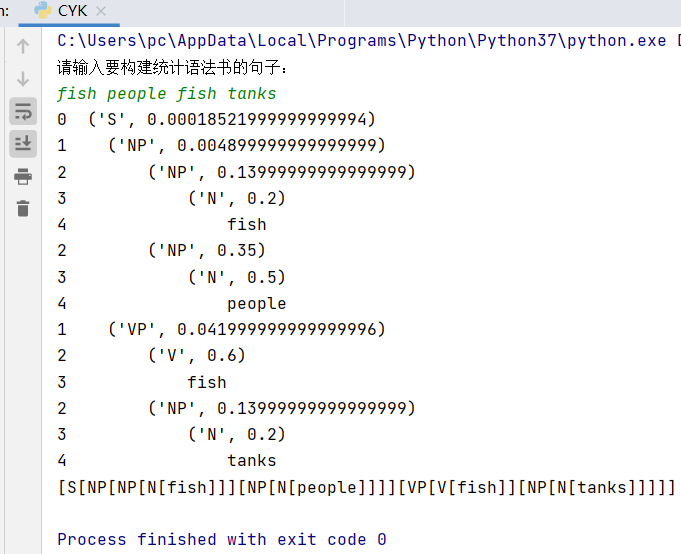 n:
CYK
C:\Users\pc\AppData\Local\Programs\Python\Python37\python.exe D
请输入要构建统计语法书的句子：
fish people fish tanks
0  ('S', 0.00018521999999999994)
1    ('NP', 0.004899999999999999)
2        ('NP', 0.13999999999999999)
3            ('N', 0.2)
4                fish
2        ('NP', 0.35)
3            ('N', 0.5)
4                people
1    ('VP', 0.041999999999999996)
2        ('V', 0.6)
3            fish
2        ('NP', 0.13999999999999999)
3            ('N', 0.2)
4                tanks
[S[NP[NP[N[fish]]][NP[N[people]]]][VP[V[fish]][NP[N[tanks]]]]]
Process finished with exit code 0